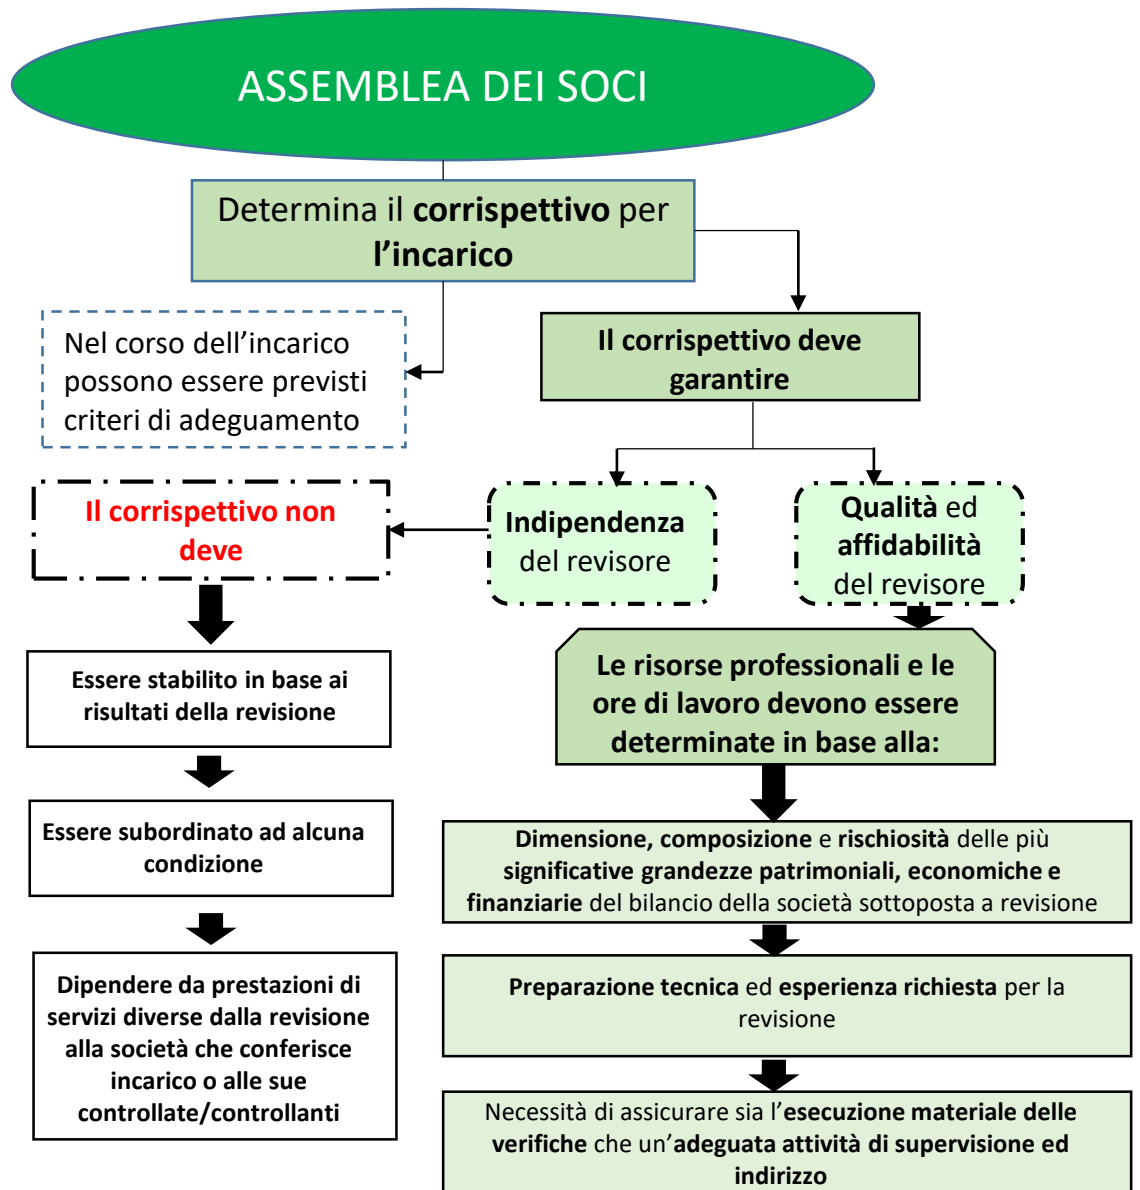 ASSEMBLEA DEI SOCI
Determina il corrispettivo per
l’incarico
Nel corso dell’incarico
possono essere previsti
criteri di adeguamento
Il corrispettivo deve
garantire
Il corrispettivo non
deve
Indipendenza
del revisore
Qualità ed
affidabilità
del revisore
Essere stabilito in base ai
risultati della revisione
Essere subordinato ad alcuna
condizione
Dipendere da prestazioni di
servizi diverse dalla revisione
alla società che conferisce
incarico o alle sue
controllate/controllanti
Le risorse professionali e le
ore di lavoro devono essere
determinate in base alla:
Dimensione, composizione e rischiosità delle più
significative grandezze patrimoniali, economiche e
finanziarie del bilancio della società sottoposta a revisione
Preparazione tecnica ed esperienza richiesta per la
revisione
Necessità di assicurare sia l’esecuzione materiale delle
verifiche che un’adeguata attività di supervisione ed
indirizzo